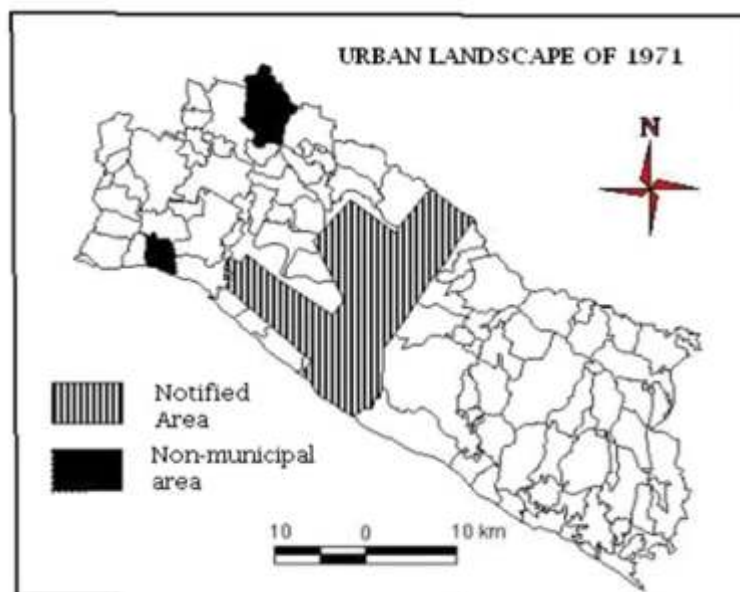 URBAN LANDSCAPE OF 1971
N
Notified
Area
Non-municipal
area
10 0 10 km